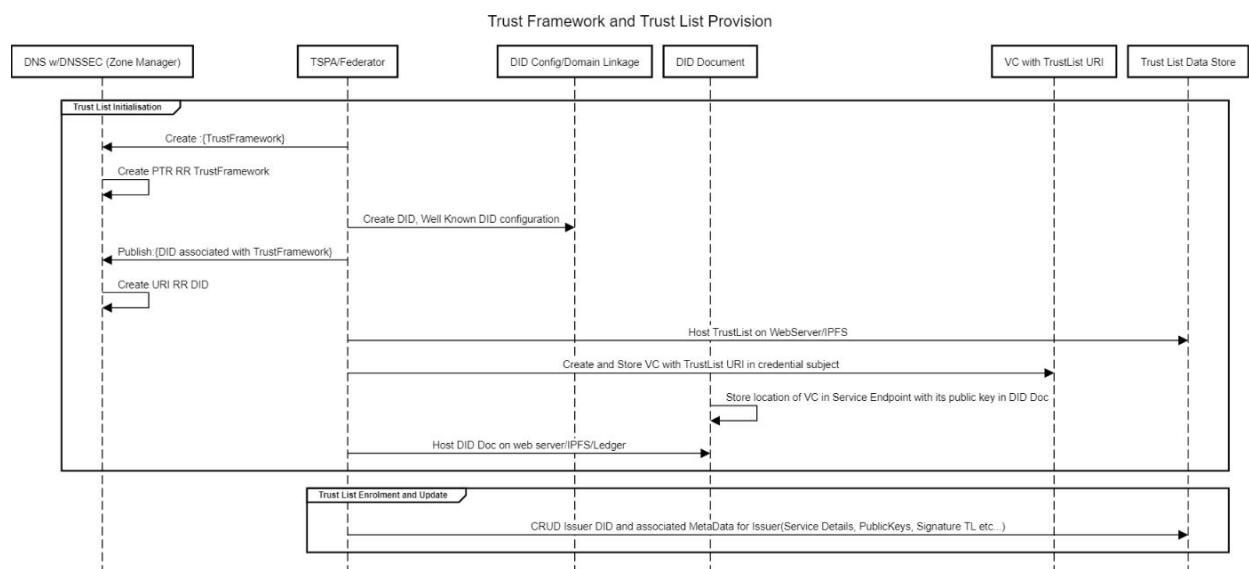 Trust Framework and Trust List Provision
DNS w/DNSSEC (Zone Manager)
TSPA/Federator
DID Config/Domain Linkage
DID Document
VC with TrustList URI
Trust List Data Store
Trust List Initialisation
Create :{TrustFramework}
Create PTR RR TrustFramework
Create DID, Well Known DID configuration
Publish:{DID associated with TrustFramework}
Create URI RR DID
Host TrustList on WebServer/IPFS
Create and Store VC with TrustList URI in credential subject
Store location of VC in Service Endpoint with its public key in DID Doc
Host DID Doc on web server/IPFS/Ledger
Trust List Enrolment and Update
CRUD Issuer DID and associated MetaData for Issuer(Service Details, PublicKeys, Signature TL etc...)